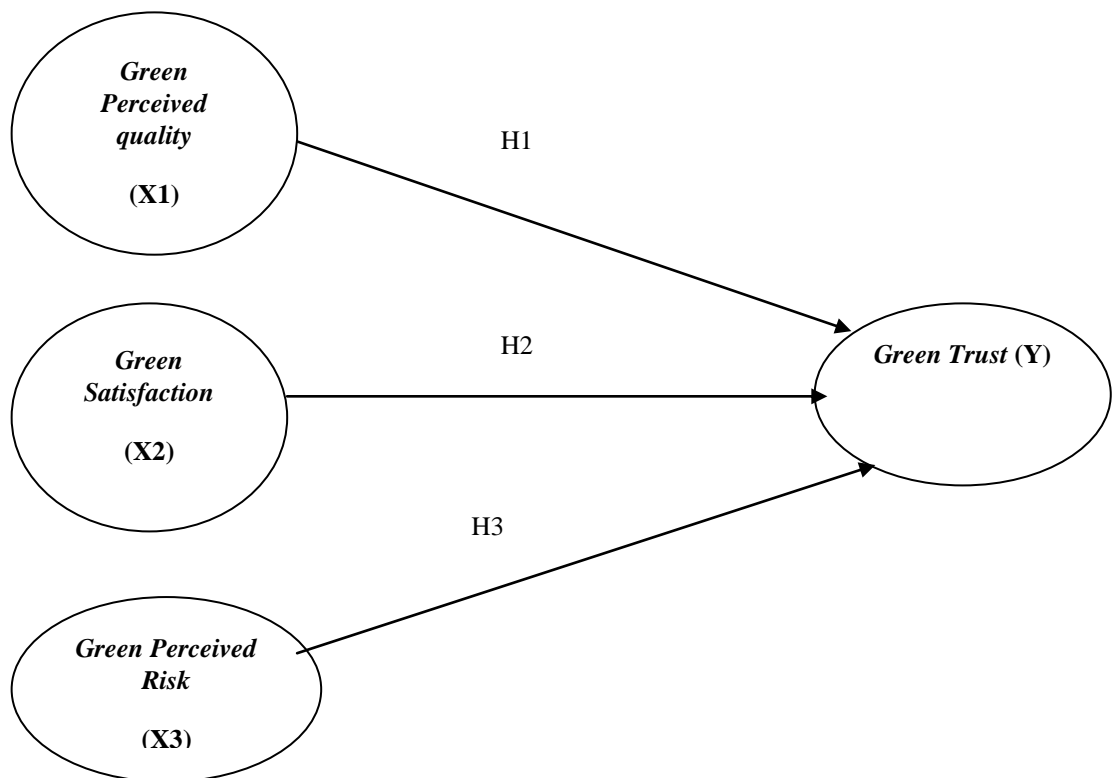 Green
Perceived
quality
(X1)
H1
Green
Satisfaction
(X2)
H2
Green Trust (Y)
H3
Green Perceived
Risk
(X3)